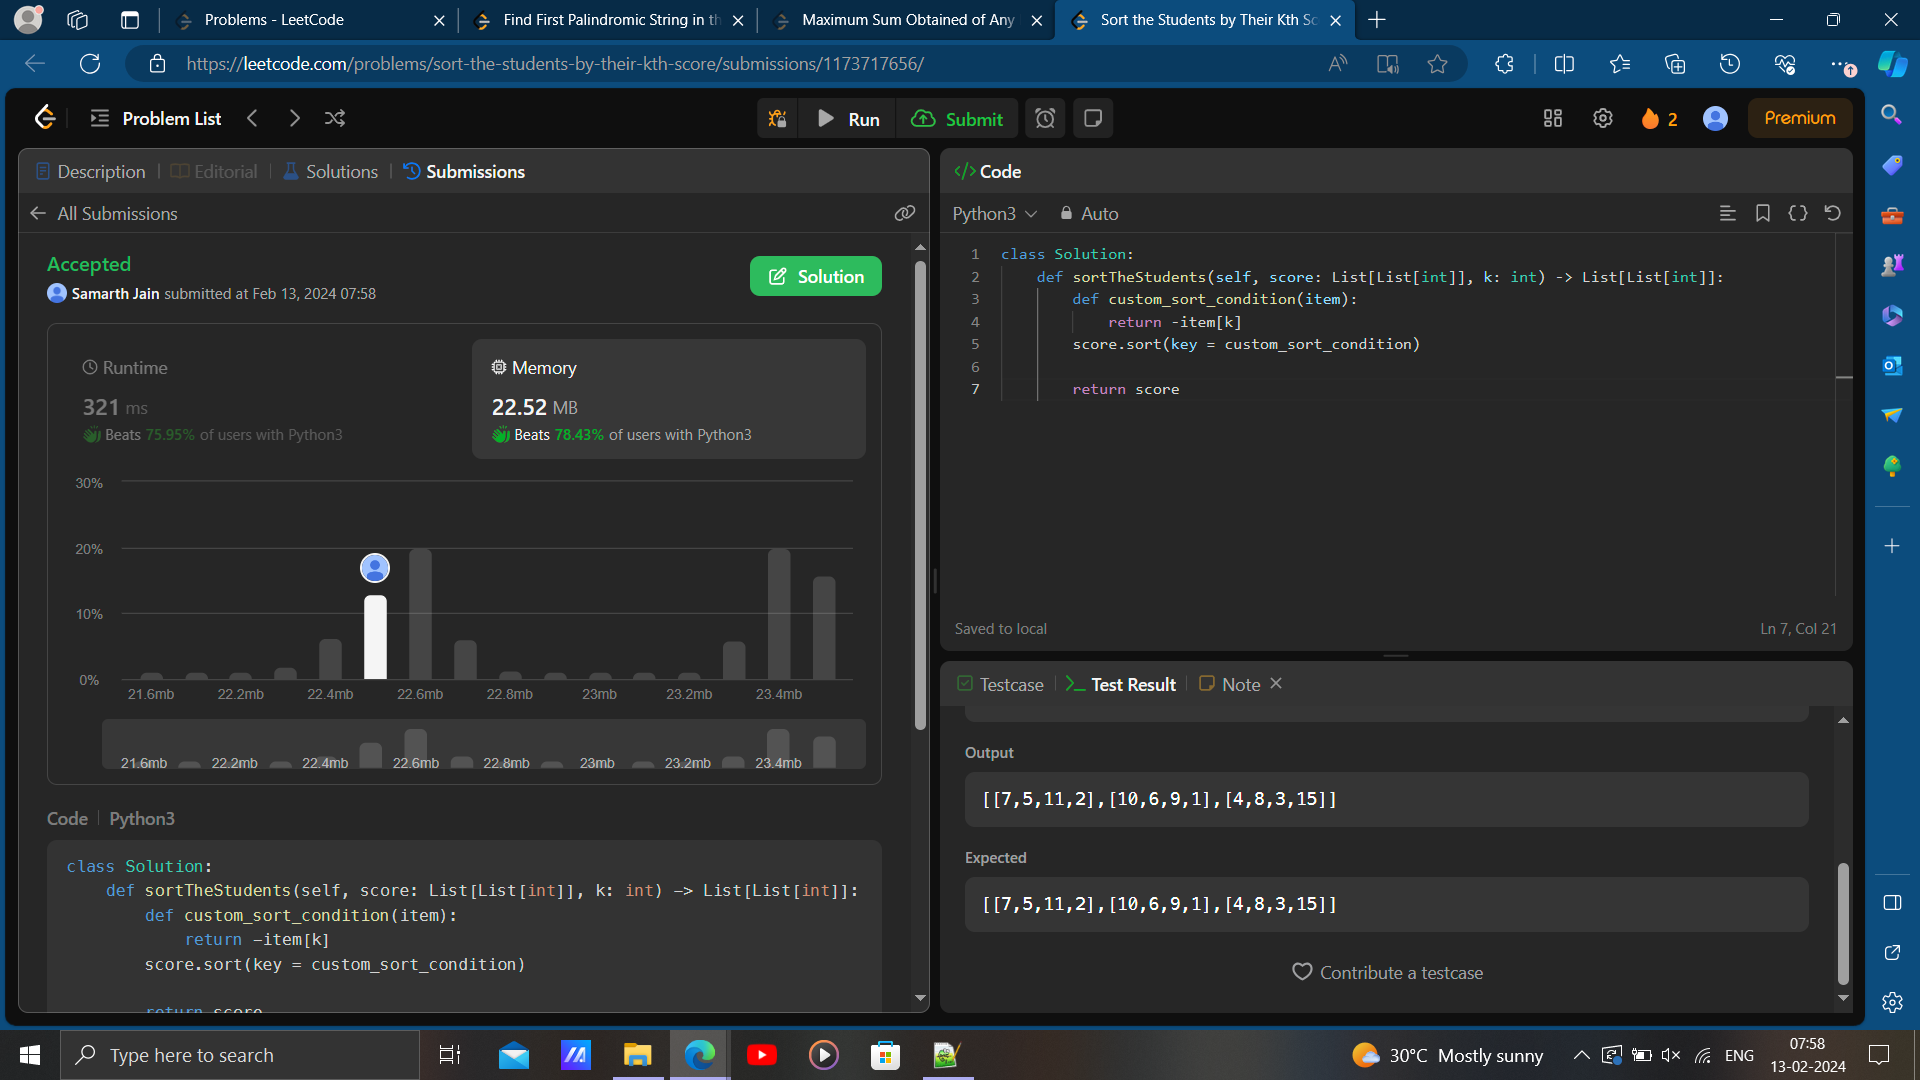 Problems - LeetCode
Find First Palindromic String in th
Maximum Sum Obtained of Any
Sort the Students by Their Kth Sc
https://leetcode.com/problems/sort-the-students-by-their-kth-score/submissions/1173717656/
Problem List
Run
Submit
2
Premium
Description
Editorial
Solutions
Submissions
All Submissions
Accepted
Samarth Jain submitted at Feb 13, 2024 07:58
Solution
Runtime
321 ms
Beats 75.95% of users with Python3
Memory
22.52 MB
Beats 78.43% of users with Python3
30%
20%
10%
0%
21.6mb 22.2mb 22.4mb 22.6mb 22.8mb 23mb 23.2mb 23.4mb
21.6mb 22.2mb 22.4mb 22.6mb 22.8mb 23mb 23.2mb 23.4mb
Code | Python3
class Solution:
    def sortTheStudents(self, score: List[List[int]], k: int) -> List[List[int]]:
        def custom_sort_condition(item):
            return -item[k]
        score.sort(key = custom_sort_condition)
        return score
</> Code
Python3
Auto
1 class Solution:
2     def sortTheStudents(self, score: List[List[int]], k: int) -> List[List[int]]:
3         def custom_sort_condition(item):
4             return -item[k]
5         score.sort(key = custom_sort_condition)
6
7         return score
Saved to local
Ln 7, Col 21
Testcase
Test Result
Note
Output
[[7,5,11,2],[10,6,9,1],[4,8,3,15]]
Expected
[[7,5,11,2],[10,6,9,1],[4,8,3,15]]
Contribute a testcase
Type here to search
30°C Mostly sunny
ENG
07:58
13-02-2024